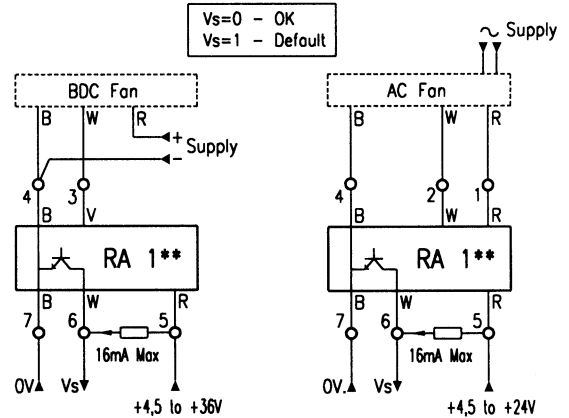 Vs=0 - OK
Vs=1 - Default
~ Supply
BDC Fan
AC Fan
B W R
B W R
+
- Supply
4 3
4 2 1
B V
B W R
RA 1**
RA 1**
B W R
B W R
7 6 5
7 6 5
16mA Max
16mA Max
0V Vs
0V. Vs
+4,5 to +36V
+4,5 to +24V